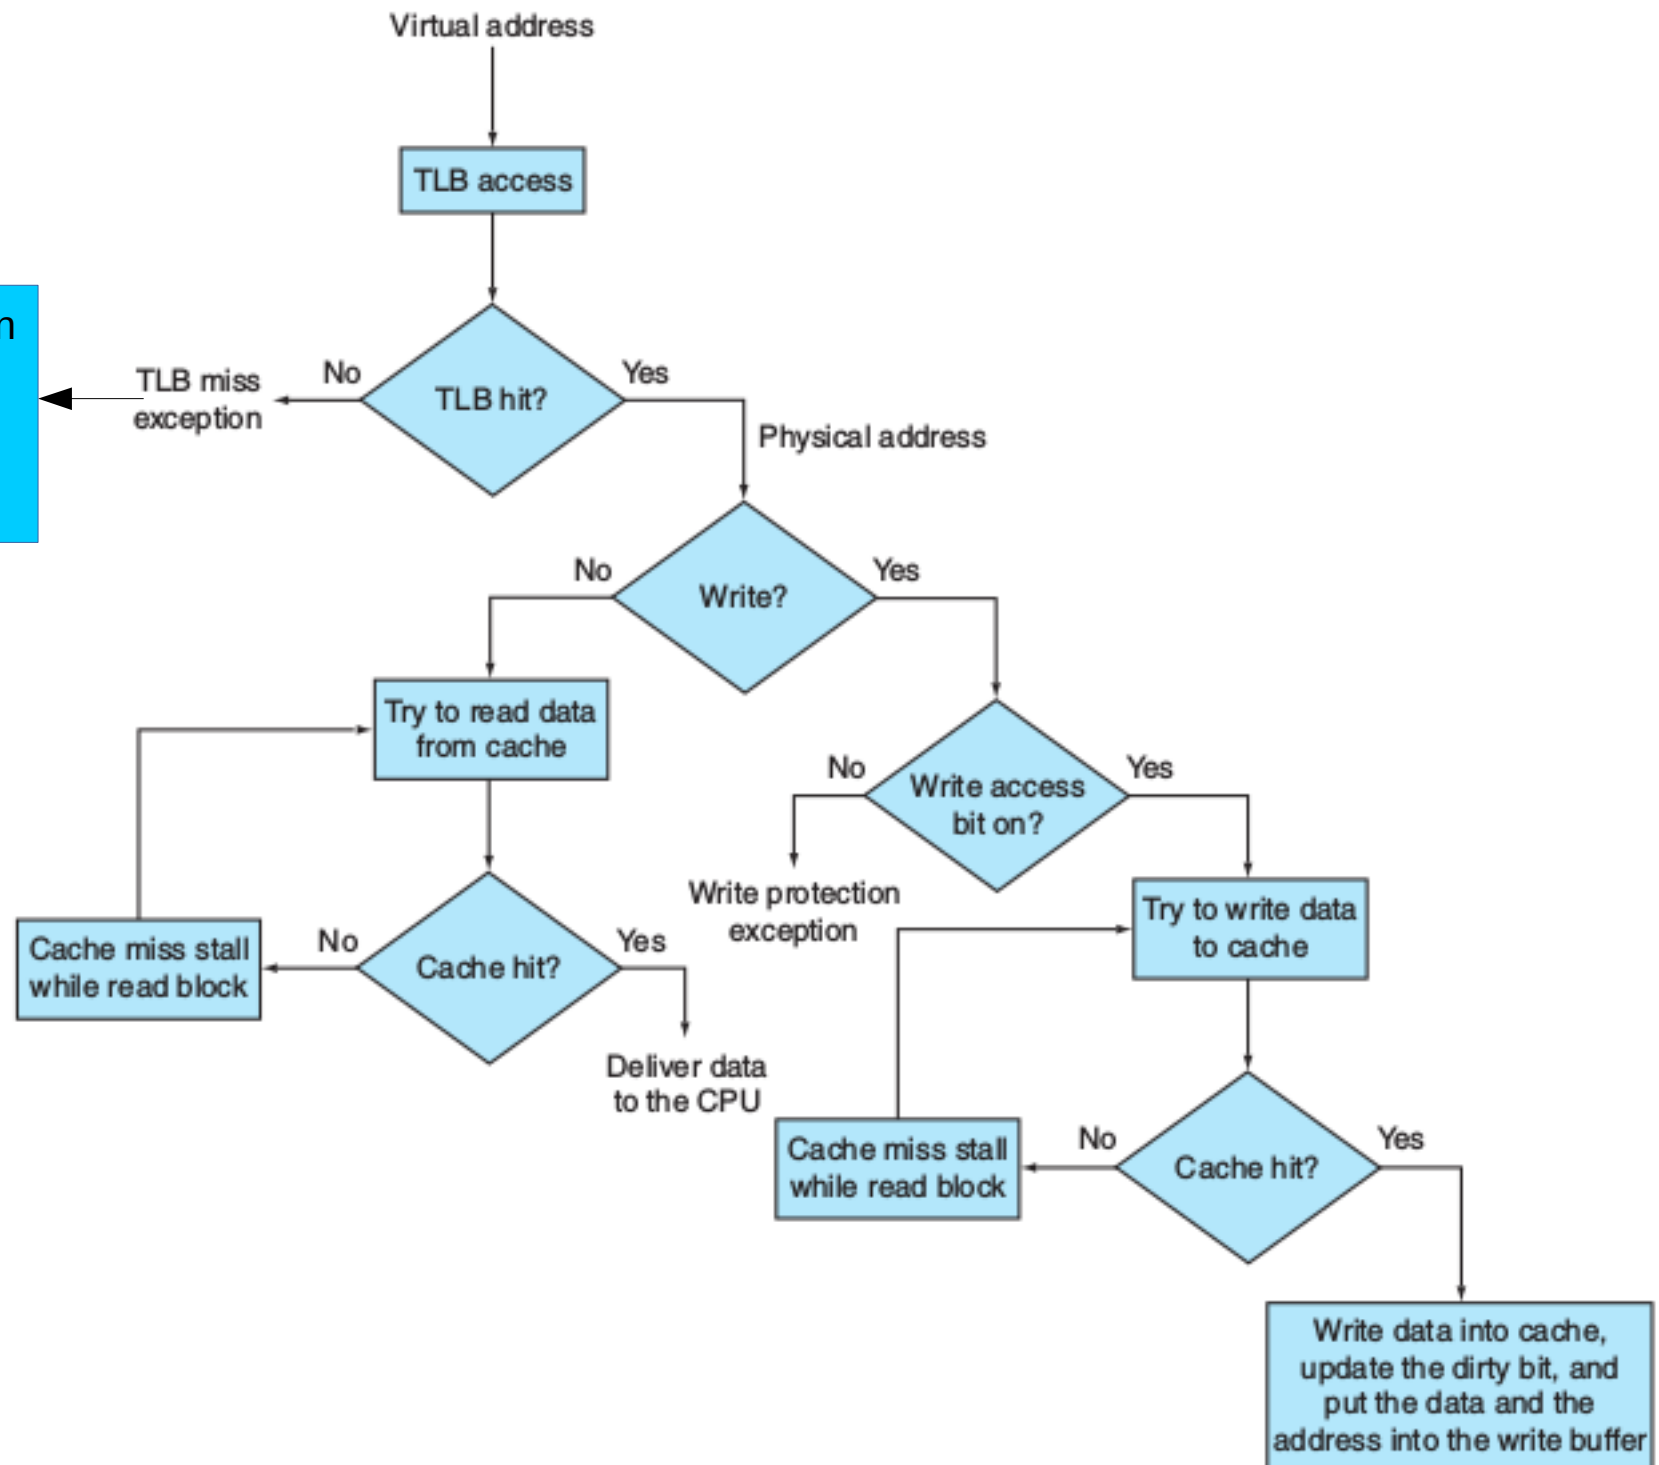 Virtual address
TLB access
TLB hit?
No
Yes
TLB miss
exception
Physical address
Write?
No
Yes
Try to read data
from cache
Write access
bit on?
No
Yes
Write protection
exception
Try to write data
to cache
Cache hit?
No
Yes
Cache miss stall
while read block
Deliver data
to the CPU
Cache hit?
No
Yes
Cache miss stall
while read block
Write data into cache,
update the dirty bit, and
put the data and the
address into the write buffer